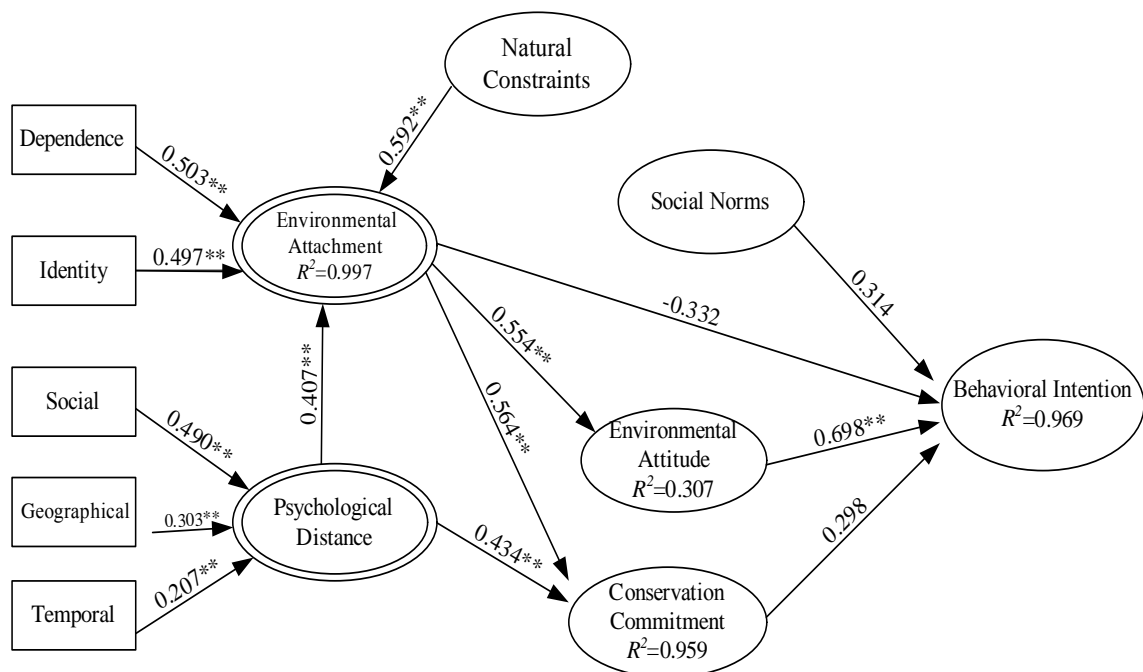 Natural
Constraints
Dependence
0.592**
0.503**
Social Norms
Environmental
Attachment
R²=0.997
Identity
0.497**
0.314
-0.332
0.554**
0.407**
Social
0.490**
0.564**
Behavioral Intention
R²=0.969
Environmental
Attitude
R²=0.307
0.698**
Geographical
0.303**
Psychological
Distance
0.434**
0.298
Temporal
0.207**
Conservation
Commitment
R²=0.959